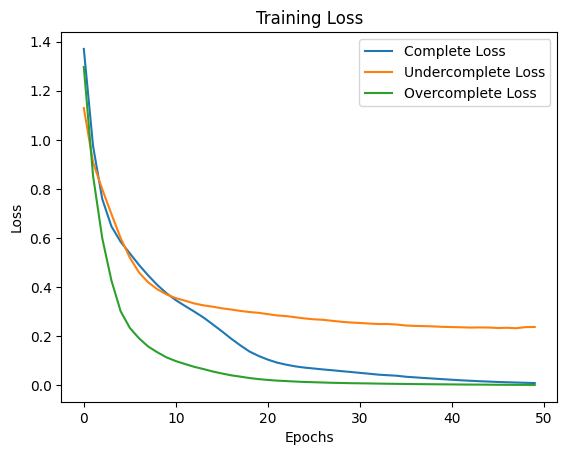 Training Loss
1.4
1.2
1.0
0.8
0.6
0.4
0.2
0.0
Loss
Complete Loss
Undercomplete Loss
Overcomplete Loss
0 10 20 30 40 50
Epochs